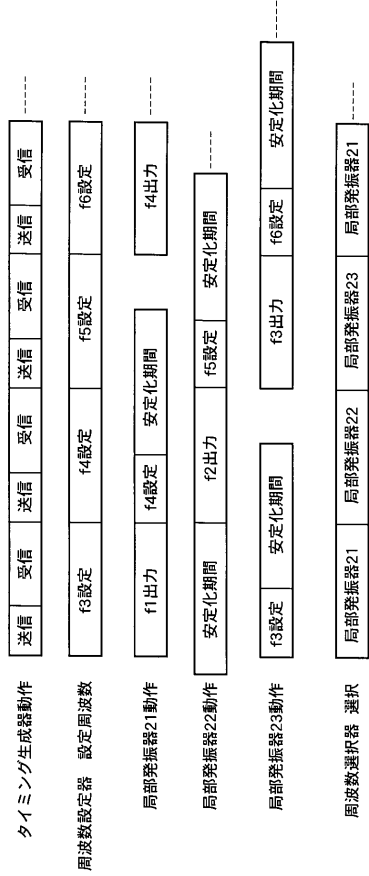 タイミング生成器動作 送信 受信 送信 受信 送信 受信 送信 受信
周波数設定器 設定周波数 f3設定 f4設定 f5設定 f6設定
局部発振器21動作 f1出力 f4設定 安定化期間 f4出力
局部発振器22動作 安定化期間 f2出力 f5設定 安定化期間
局部発振器23動作 f3設定 安定化期間 f3出力 f6設定 安定化期間
周波数選択器 選択 局部発振器21 局部発振器22 局部発振器23 局部発振器21